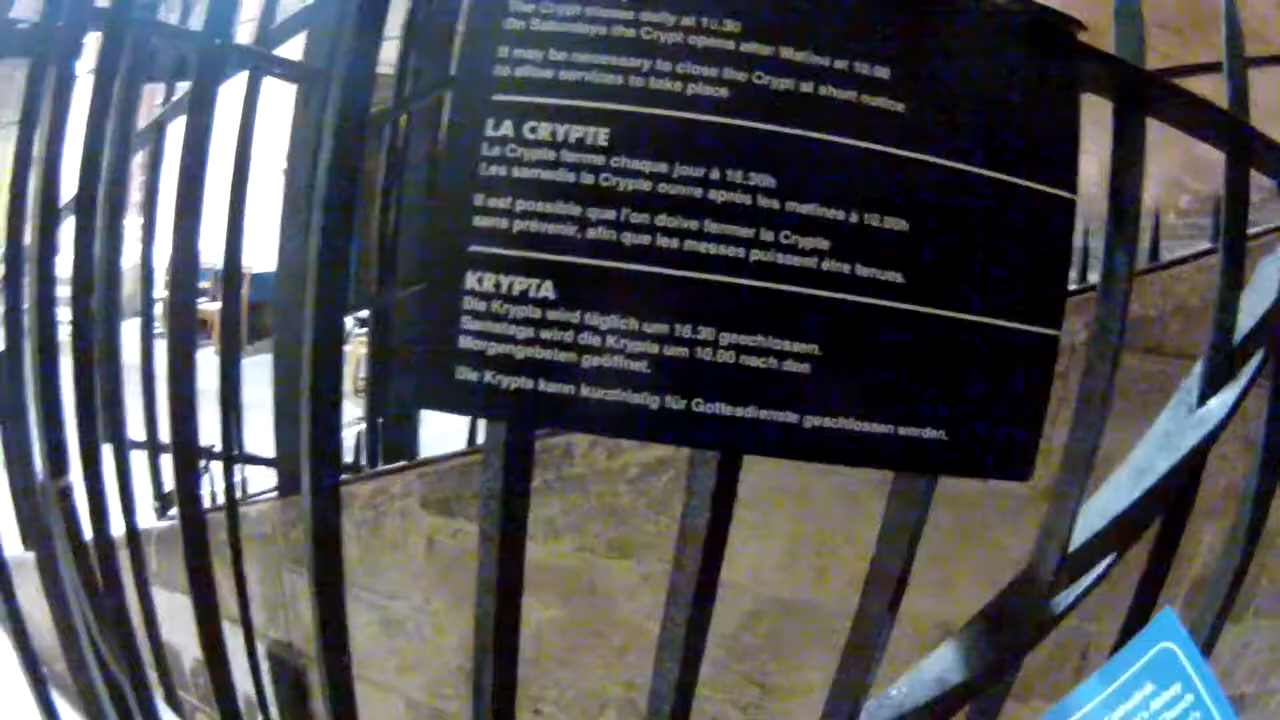 The Crypt closes daily at 16.30
On Saturdays the Crypt opens after Matins at 10.00
It may be necessary to close the Crypt at short notice
to allow services to take place
LA CRYPTE
La Crypte ferme chaque jour à 16.30h
Les samedis la Crypte ouvre après les matines à 10.00h
Il est possible que l'on doive fermer la Crypte
sans prévenir, afin que les messes puissent être tenues.
KRYPTA
Die Krypta wird täglich um 16.30 geschlossen.
Samstags wird die Krypta um 10.00 nach den
Morgengebeten geöffnet.
Die Krypta kann kurzfristig für Gottesdienste geschlossen werden.